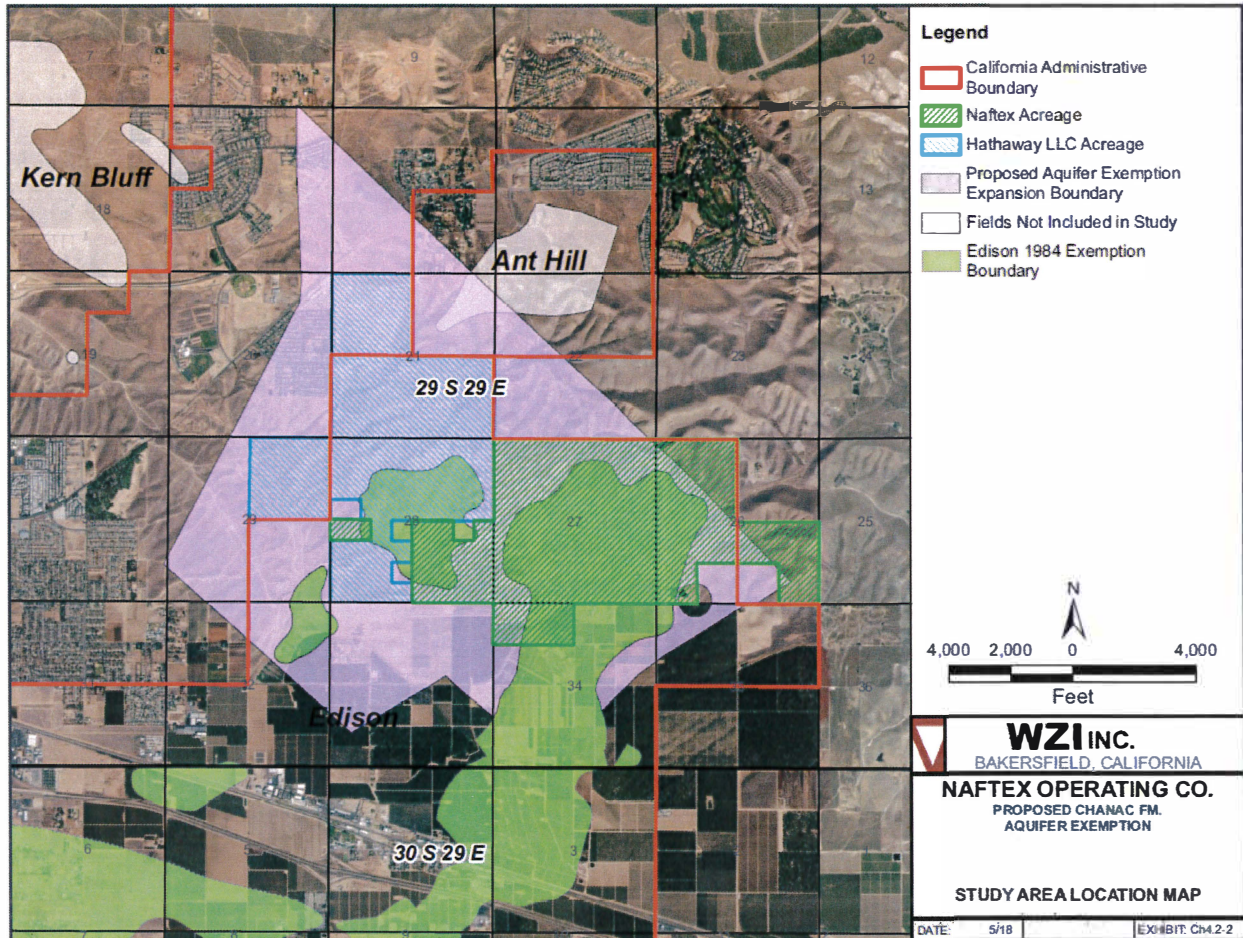 7
9
12
Kern Bluff
18
13
Ant Hill
19
21
22
23
29 S 29 E
28
27
25
34
36
Edison
6
5
3
30 S 29 E
Legend
California Administrative
Boundary
Naftex Acreage
Hathaway LLC Acreage
Proposed Aquifer Exemption
Expansion Boundary
Fields Not Included in Study
Edison 1984 Exemption
Boundary
N
4,000 2,000 0 4,000
Feet
WZI INC.
BAKERSFIELD, CALIFORNIA
NAFTEX OPERATING CO.
PROPOSED CHANAC FM.
AQUIFER EXEMPTION
STUDY AREA LOCATION MAP
DATE: 5/18 EXHIBIT: Ch4.2-2